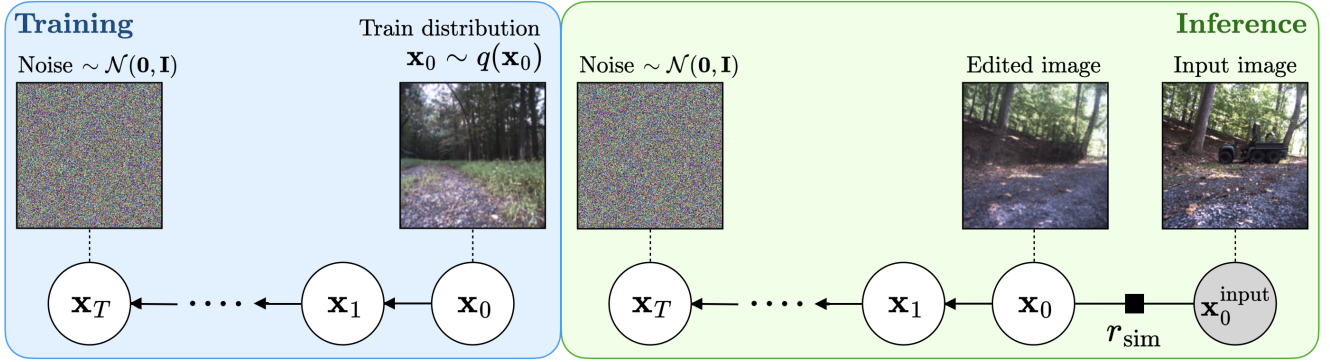 Training
Train distribution
x₀ ∼ q(x₀)
Noise ∼ 𝒩(0, I)
x_T
x₁
x₀
Inference
Noise ∼ 𝒩(0, I)
Edited image
Input image
x_T
x₁
x₀
r_sim
x₀^input